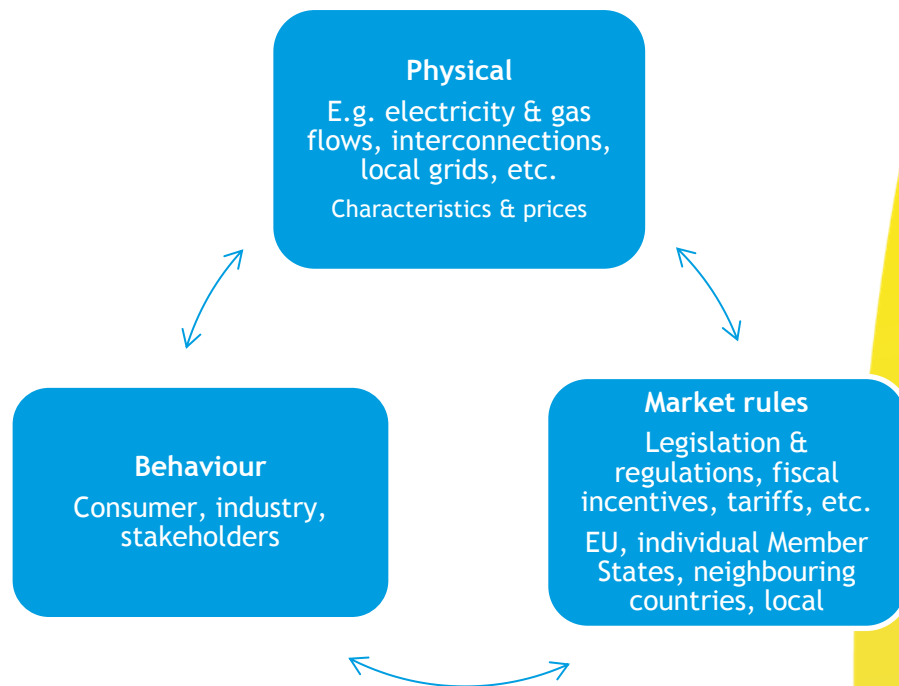 Physical
E.g. electricity & gas
flows, interconnections,
local grids, etc.
Characteristics & prices
Behaviour
Consumer, industry,
stakeholders
Market rules
Legislation &
regulations, fiscal
incentives, tariffs, etc.
EU, individual Member
States, neighbouring
countries, local